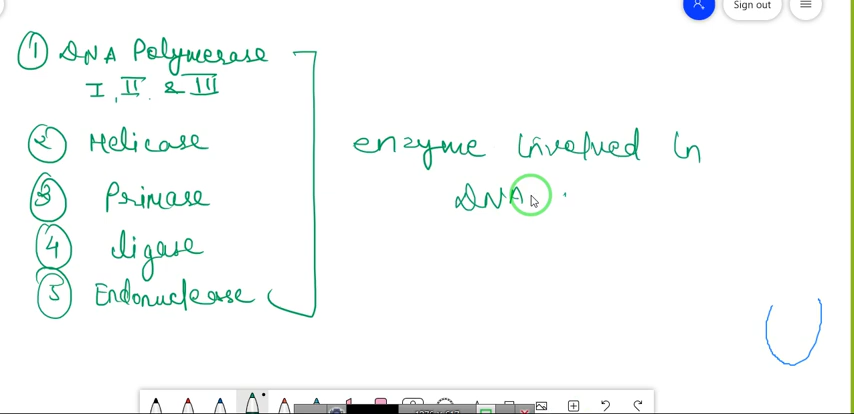 Sign out
① DNA Polymerase
I, II & III
② Helicase
③ Primase
④ ligase
⑤ Endonuclease
enzyme involved in
DNA